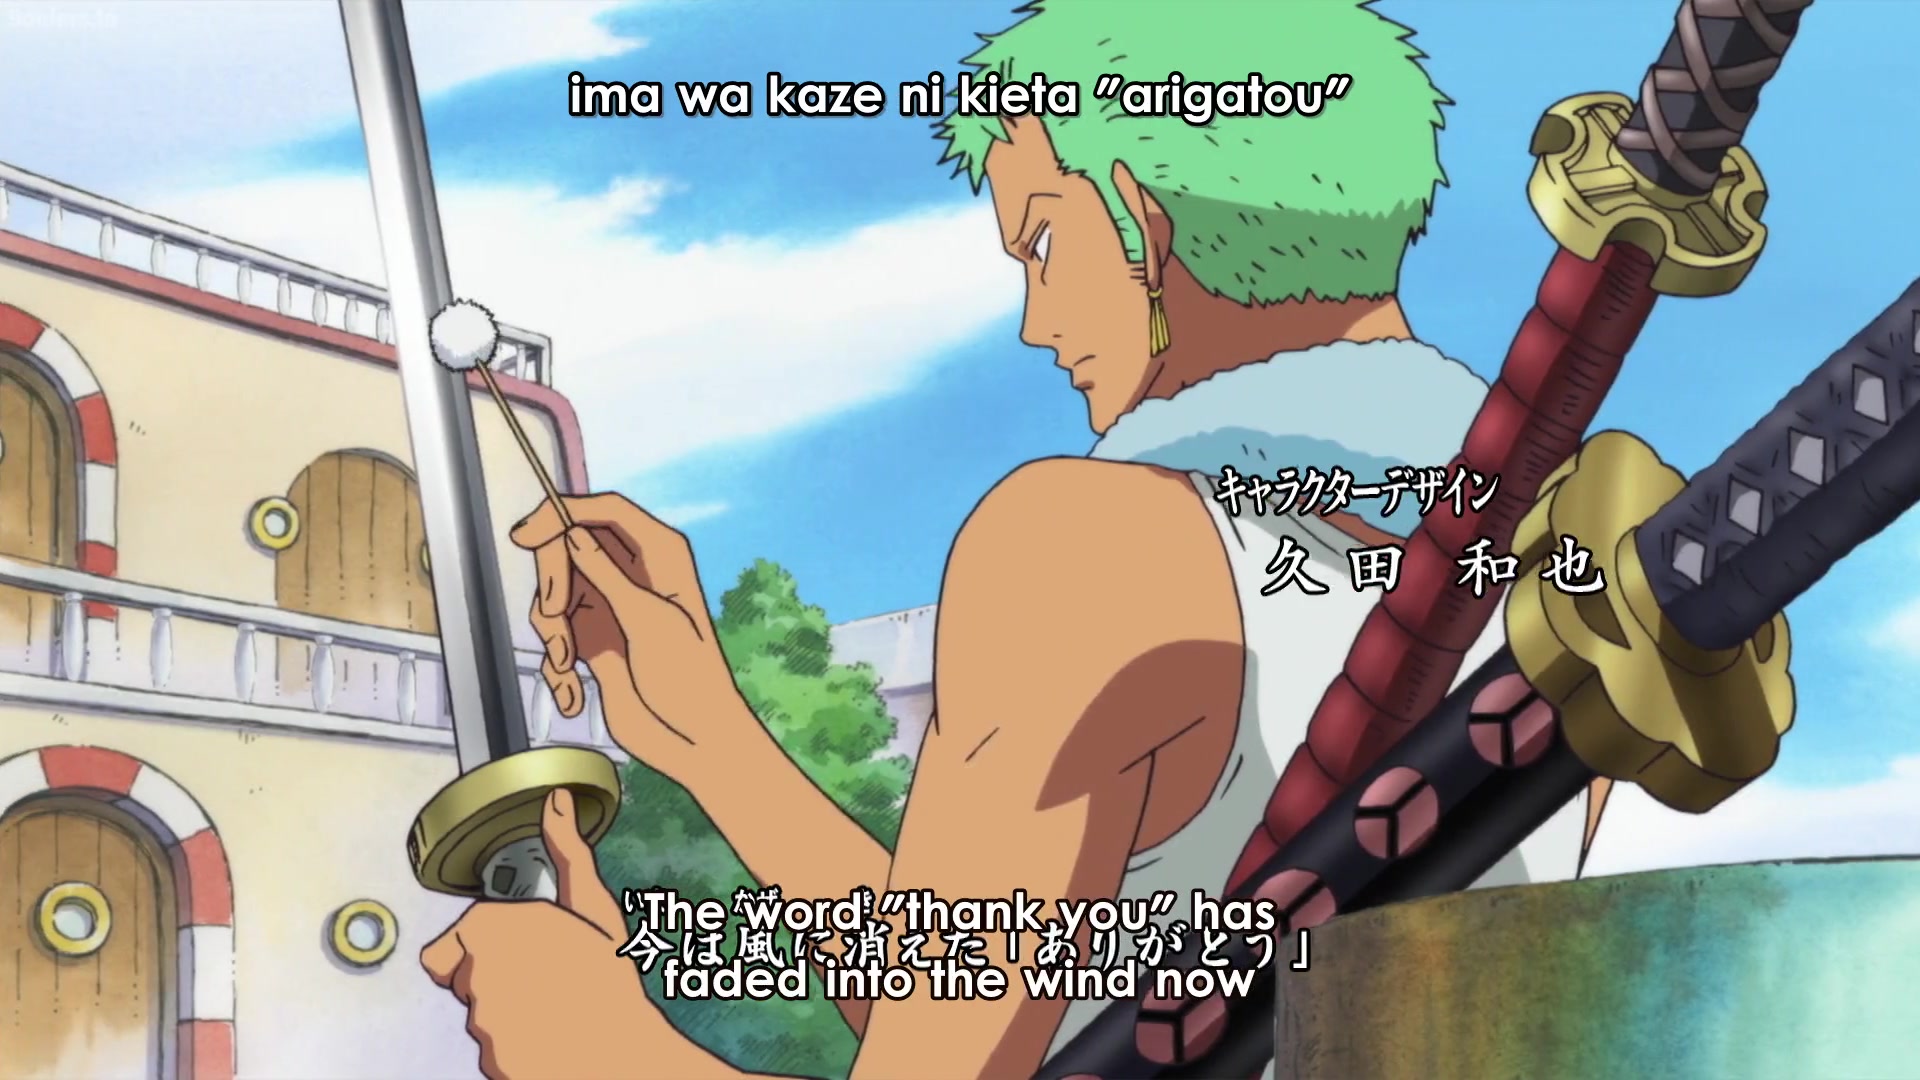 ima wa kaze ni kieta "arigatou"
キャラクターデザイン
久田 和也
The word "thank you" has
今は風に消えた「ありがとう」
faded into the wind now